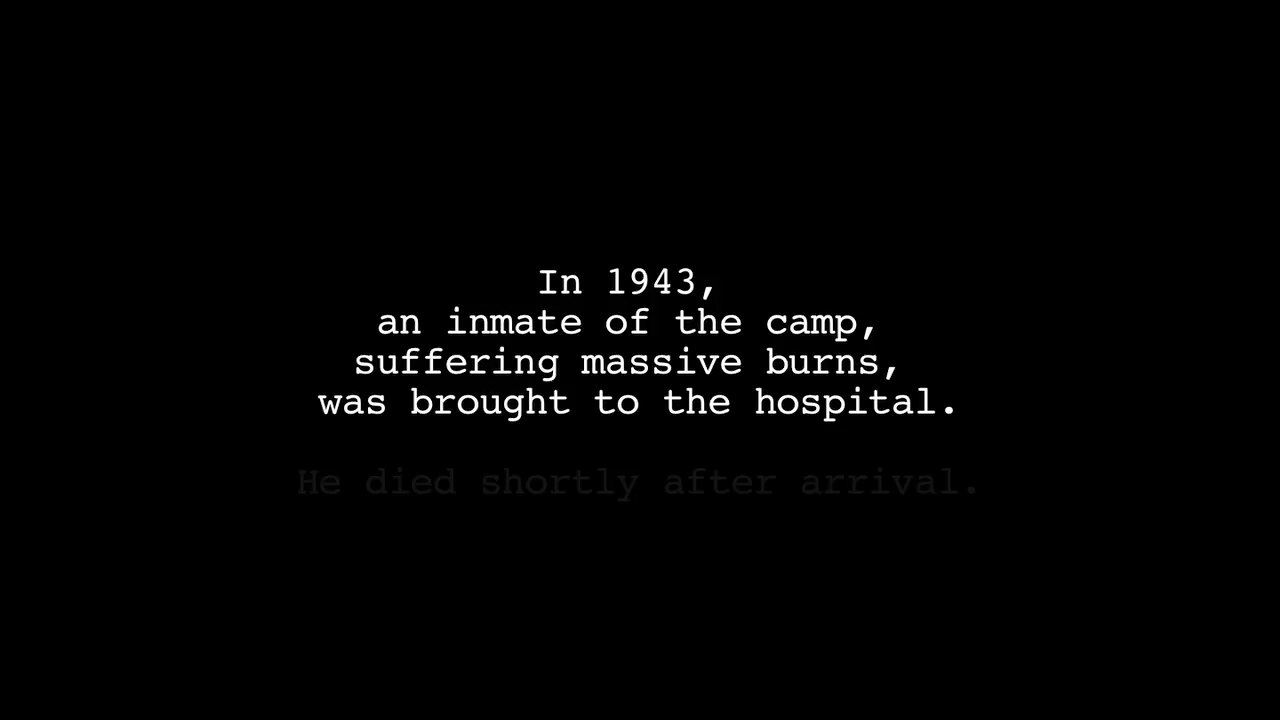 In 1943,
an inmate of the camp,
suffering massive burns,
was brought to the hospital.
He died shortly after arrival.